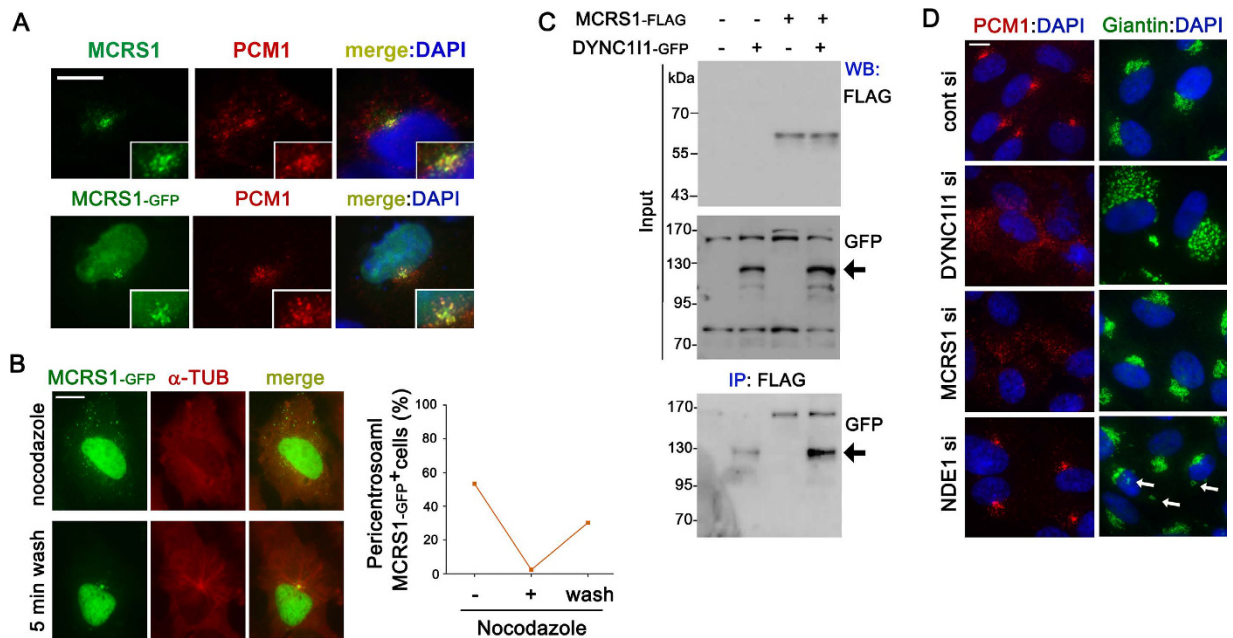 A
MCRS1 PCM1 merge:DAPI
MCRS1-GFP PCM1 merge:DAPI
B
MCRS1-GFP α-TUB merge
nocodazole
5 min wash
Pericentrosoaml
MCRS1-GFP+cells (%)
100
80
60
40
20
0
- + wash
Nocodazole
C
MCRS1-FLAG - - + +
DYNC1I1-GFP - + - +
kDa
WB:
FLAG
70
55
43
Input
170
GFP
130
95
70
IP: FLAG
170
GFP
130
95
70
D
PCM1:DAPI Giantin:DAPI
cont si
DYNC1I1 si
MCRS1 si
NDE1 si